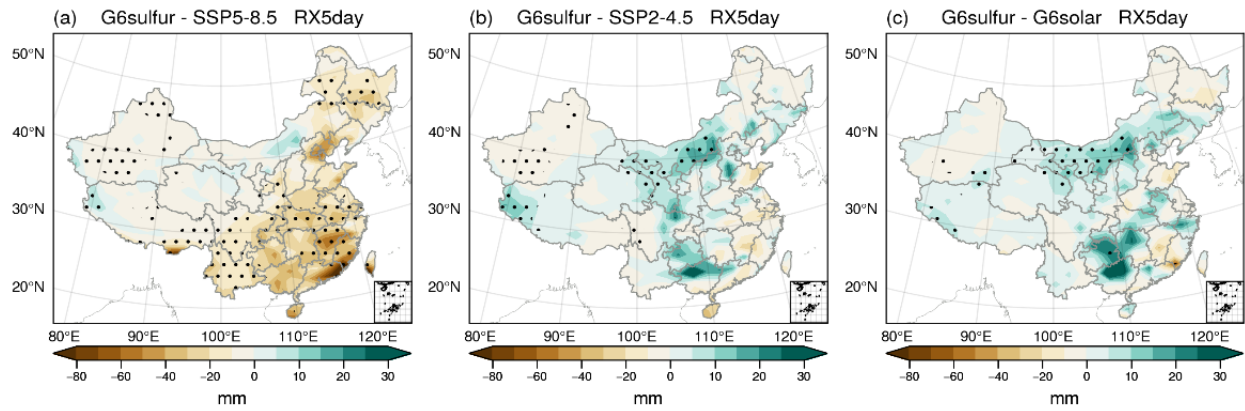 (a) G6sulfur - SSP5-8.5 RX5day
(b) G6sulfur - SSP2-4.5 RX5day
(c) G6sulfur - G6solar RX5day
50°N
40°N
30°N
20°N
80°E 90°E 100°E 110°E 120°E
−80 −60 −40 −20 0 10 20 30
mm
50°N
40°N
30°N
20°N
80°E 90°E 100°E 110°E 120°E
−80 −60 −40 −20 0 10 20 30
mm
50°N
40°N
30°N
20°N
80°E 90°E 100°E 110°E 120°E
−80 −60 −40 −20 0 10 20 30
mm